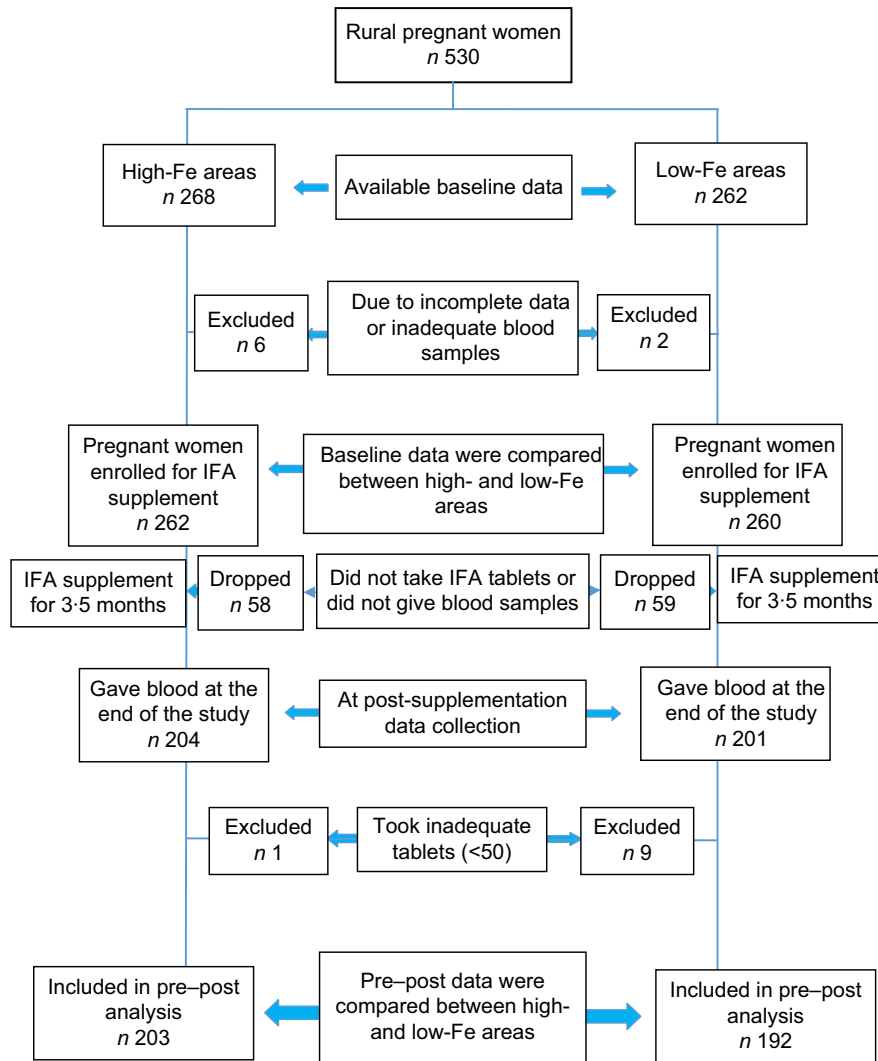 Rural pregnant women
n 530
High-Fe areas
n 268
Available baseline data
Low-Fe areas
n 262
Excluded
n 6
Due to incomplete data
or inadequate blood
samples
Excluded
n 2
Pregnant women
enrolled for IFA
supplement
n 262
Baseline data were compared
between high- and low-Fe
areas
Pregnant women
enrolled for IFA
supplement
n 260
IFA supplement
for 3·5 months
Dropped
n 58
Did not take IFA tablets or
did not give blood samples
Dropped
n 59
IFA supplement
for 3·5 months
Gave blood at the
end of the study
n 204
At post-supplementation
data collection
Gave blood at the
end of the study
n 201
Excluded
n 1
Took inadequate
tablets (<50)
Excluded
n 9
Included in pre–post
analysis
n 203
Pre–post data were
compared between high-
and low-Fe areas
Included in pre–post
analysis
n 192